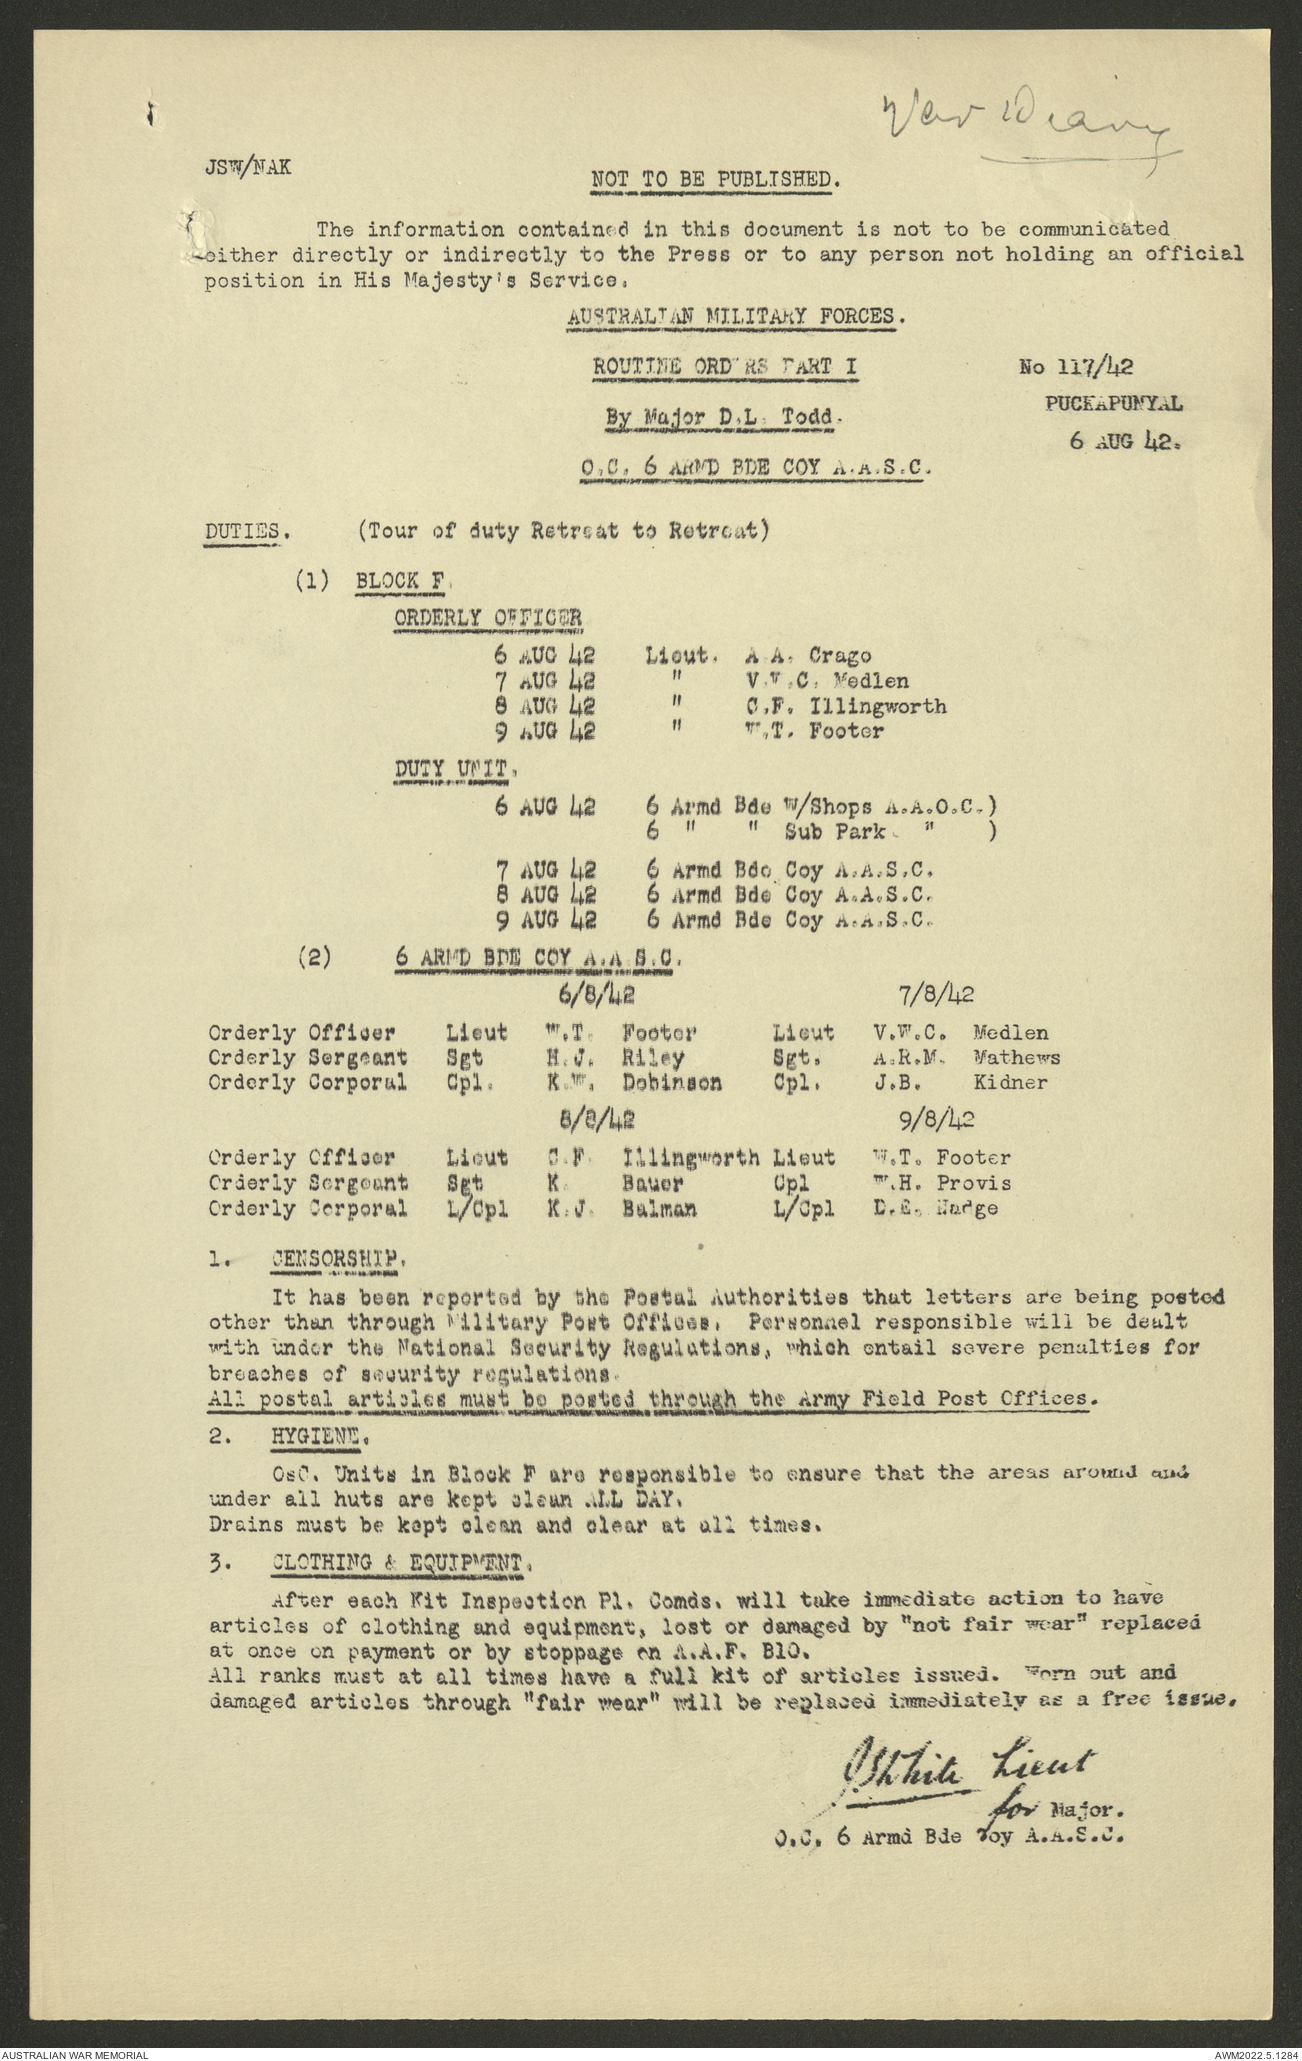 War Diary
JSW/NAK
NOT TO BE PUBLISHED.
The information contained in this document is not to be communicated
either directly or indirectly to the Press or to any person not holding an official
position in His Majesty's Service.
AUSTRALIAN MILITARY FORCES.
ROUTINE ORDERS PART I No 117/42
PUCKAPUNYAL
By Major D.L. Todd.
6 AUG 42.
O.C. 6 ARMD BDE COY A.A.S.C.
DUTIES. (Tour of duty Retreat to Retreat)
(1) BLOCK F.
ORDERLY OFFICER
6 AUG 42 Lieut. A A. Crago
7 AUG 42 " V.W.C. Medlen
8 AUG 42 " C.F. Illingworth
9 AUG 42 " W.T. Footer
DUTY UNIT.
6 AUG 42 6 Armd Bde W/Shops A.A.O.C.)
6 " " Sub Park " )
7 AUG 42 6 Armd Bde Coy A.A.S.C.
8 AUG 42 6 Armd Bde Coy A.A.S.C.
9 AUG 42 6 Armd Bde Coy A.A.S.C.
(2) 6 ARMD BDE COY A.A S.C.
6/8/42 7/8/42
Orderly Officer Lieut W.T. Footer Lieut V.W.C. Medlen
Orderly Sergeant Sgt H.J. Riley Sgt. A.R.M. Mathews
Orderly Corporal Cpl. K.W. Dobinson Cpl. J.B. Kidner
8/8/42 9/8/42
Orderly Officer Lieut C.F. Illingworth Lieut W.T. Footer
Orderly Sergeant Sgt K. Bauer Cpl W.H. Provis
Orderly Corporal L/Cpl K.J. Balman L/Cpl D.E. Nadge
1. CENSORSHIP.
It has been reported by the Postal Authorities that letters are being posted
other than through Military Post Offices. Personnel responsible will be dealt
with under the National Security Regulations, which entail severe penalties for
breaches of security regulations.
All postal articles must be posted through the Army Field Post Offices.
2. HYGIENE.
OsC. Units in Block F are responsible to ensure that the areas around and
under all huts are kept clean ALL DAY.
Drains must be kept clean and clear at all times.
3. CLOTHING & EQUIPMENT.
After each Kit Inspection Pl. Comds. will take immediate action to have
articles of clothing and equipment, lost or damaged by "not fair wear" replaced
at once on payment or by stoppage on A.A.F. B10.
All ranks must at all times have a full kit of articles issued. Worn out and
damaged articles through "fair wear" will be replaced immediately as a free issue.
JSWhite Lieut
for Major.
O.C. 6 Armd Bde Coy A.A.S.C.
AUSTRALIAN WAR MEMORIAL AWM2022.5.1284